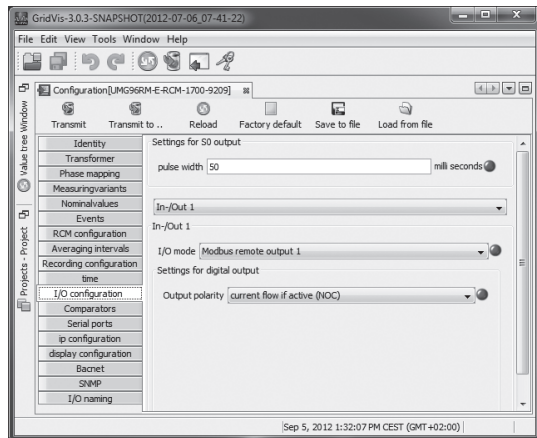 GridVis-3.0.3-SNAPSHOT(2012-07-06_07-41-22)
File Edit View Tools Window Help
Configuration[UMG96RM-E-RCM-1700-9209]
Transmit Transmit to .. Reload Factory default Save to file Load from file
Value tree Window
Projects - Project
Identity
Transformer
Phase mapping
Measuringvariants
Nominalvalues
Events
RCM configuration
Averaging intervals
Recording configuration
time
I/O configuration
Comparators
Serial ports
ip configuration
display configuration
Bacnet
SNMP
I/O naming
Settings for S0 output
pulse width 50 milli seconds
In-/Out 1
In-/Out 1
I/O mode Modbus remote output 1
Settings for digital output
Output polarity current flow if active (NOC)
Sep 5, 2012 1:32:07 PM CEST (GMT+02:00)